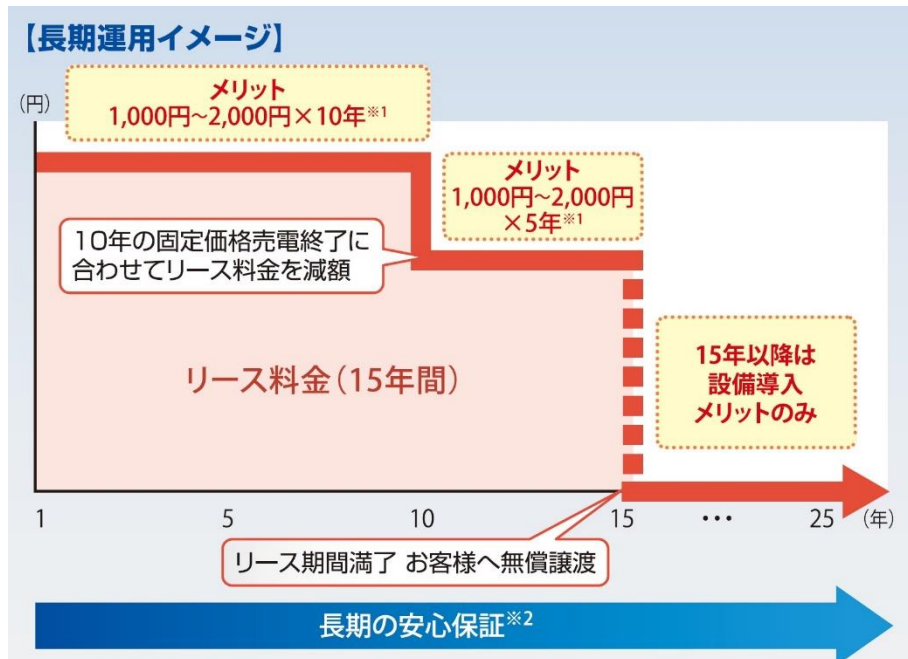 【長期運用イメージ】
（円）
メリット
1,000円～2,000円×10年※1
メリット
1,000円～2,000円
×5年※1
10年の固定価格売電終了に
合わせてリース料金を減額
リース料金（15年間）
15年以降は
設備導入
メリットのみ
1 5 10 15 ・・・ 25 （年）
リース期間満了 お客様へ無償譲渡
長期の安心保証※2